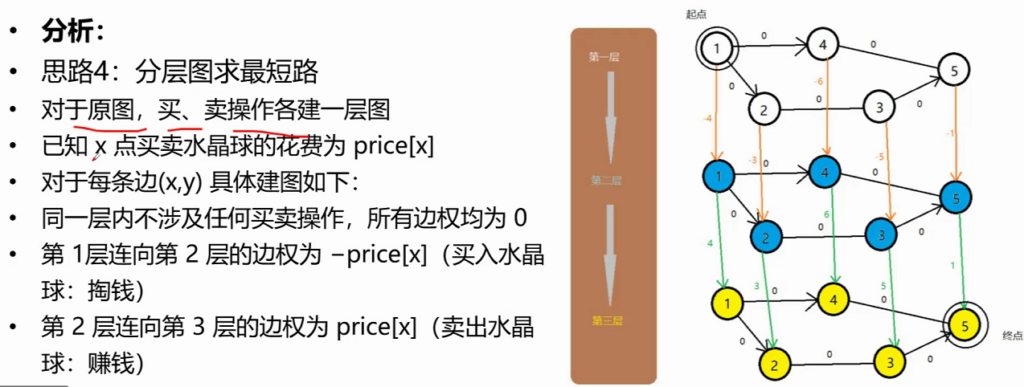 • 分析：
• 思路4：分层图求最短路
• 对于原图，买、卖操作各建一层图
• 已知 x 点买卖水晶球的花费为 price[x]
• 对于每条边(x,y) 具体建图如下：
• 同一层内不涉及任何买卖操作，所有边权均为 0
• 第 1层连向第 2 层的边权为 −price[x]（买入水晶
球：掏钱）
• 第 2 层连向第 3 层的边权为 price[x]（卖出水晶
球：赚钱）
第一层
第二层
第三层
起点
1
0
4
0
5
0
2
0
3
0
-4
-3
-6
-5
-1
1
0
4
0
5
0
2
0
3
0
4
3
6
5
1
1
0
4
0
5
0
2
0
3
0
终点